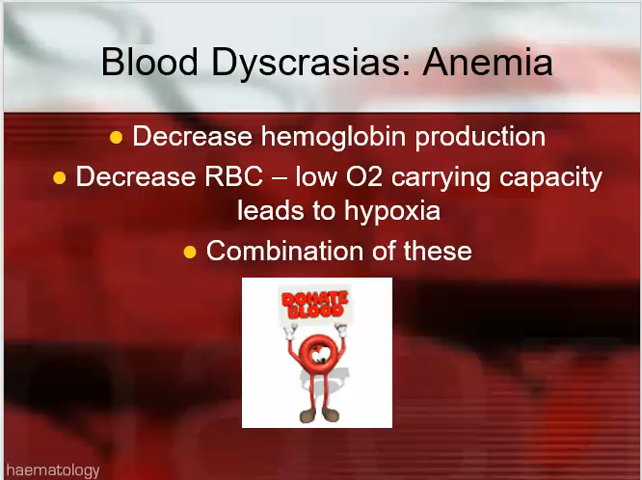 Blood Dyscrasias: Anemia
Decrease hemoglobin production
Decrease RBC – low O2 carrying capacity
leads to hypoxia
Combination of these
DONATE
BLOOD
haematology